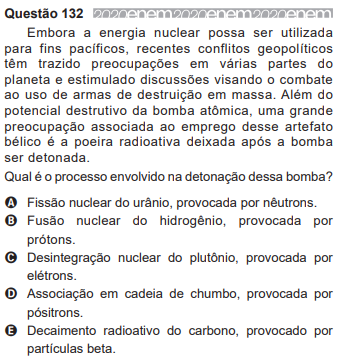 Questão 132 2020enem2020enem2020enem
Embora a energia nuclear possa ser utilizada
para fins pacíficos, recentes conflitos geopolíticos
têm trazido preocupações em várias partes do
planeta e estimulado discussões visando o combate
ao uso de armas de destruição em massa. Além do
potencial destrutivo da bomba atômica, uma grande
preocupação associada ao emprego desse artefato
bélico é a poeira radioativa deixada após a bomba
ser detonada.
Qual é o processo envolvido na detonação dessa bomba?
A Fissão nuclear do urânio, provocada por nêutrons.
B Fusão nuclear do hidrogênio, provocada por
prótons.
C Desintegração nuclear do plutônio, provocada por
elétrons.
D Associação em cadeia de chumbo, provocada por
pósitrons.
E Decaimento radioativo do carbono, provocado por
partículas beta.